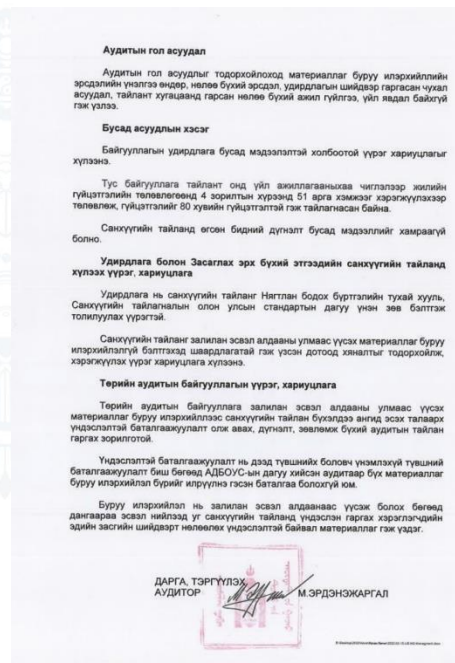 Аудитын гол асуудал
Аудитын гол асуудлыг тодорхойлоход материаллаг буруу илэрхийллийн
эрсдэлийн үнэлгээ өндөр, нөлөө бүхий эрсдэл, удирдлагын шийдвэр гаргасан чухал
асуудал, тайлант хугацаанд гарсан нөлөө бүхий ажил гүйлгээ, үйл явдал байхгүй
гэж үзлээ.
Бусад асуудлын хэсэг
Байгууллагын удирдлага бусад мэдээлэлтэй холбоотой үүрэг хариуцлагыг
хүлээнэ.
Тус байгууллага тайлант онд үйл ажиллагааныхаа чиглэлээр жилийн
гүйцэтгэлийн төлөвлөгөөнд 4 зорилтын хүрээнд 51 арга хэмжээг хэрэгжүүлэхээр
төлөвлөж, гүйцэтгэлийг 80 хувийн гүйцэтгэлтэй гэж тайлагнасан байна.
Санхүүгийн тайланд өгсөн бидний дүгнэлт бусад мэдээллийг хамраагүй
болно.
Удирдлага болон Засаглах эрх бүхий этгээдийн санхүүгийн тайланд
хүлээх үүрэг, хариуцлага
Удирдлага нь санхүүгийн тайланг Нягтлан бодох бүртгэлийн тухай хууль,
Санхүүгийн тайлагналын олон улсын стандартын дагуу үнэн зөв бэлтгэж
толилуулах үүрэгтэй.
Санхүүгийн тайланг залилан эсвэл алдааны улмаас үүсэх материаллаг буруу
илэрхийлэлгүй бэлтгэхэд шаардлагатай гэж үзсэн дотоод хяналтыг тодорхойлж,
хэрэгжүүлэх үүрэг хариуцлага хүлээнэ.
Төрийн аудитын байгууллагын үүрэг, хариуцлага
Төрийн аудитын байгууллага залилан эсвэл алдааны улмаас үүсэх
материаллаг буруу илэрхийллээс санхүүгийн тайлан бүхэлдээ ангид эсэх талаарх
үндэслэлтэй баталгаажуулалт олж авах, дүгнэлт, зөвлөмж бүхий аудитын тайлан
гаргах зорилготой.
Үндэслэлтэй баталгаажуулалт нь дээд түвшнийх боловч үнэмлэхүй түвшний
баталгаажуулалт биш бөгөөд АДБОУС-ын дагуу хийсэн аудитаар бүх материаллаг
буруу илэрхийлэл бүрийг илрүүлнэ гэсэн баталгаа болохгүй юм.
Буруу илэрхийлэл нь залилан эсвэл алдаанаас үүсэж болох бөгөөд
дангаараа эсвэл нийлээд уг санхүүгийн тайланд үндэслэн гаргах хэрэглэгчдийн
эдийн засгийн шийдвэрт нөлөөлөх үндэслэлтэй байвал материаллаг гэж үздэг.
ДАРГА, ТЭРГҮҮЛЭХ
АУДИТОР М.ЭРДЭНЭЖАРГАЛ